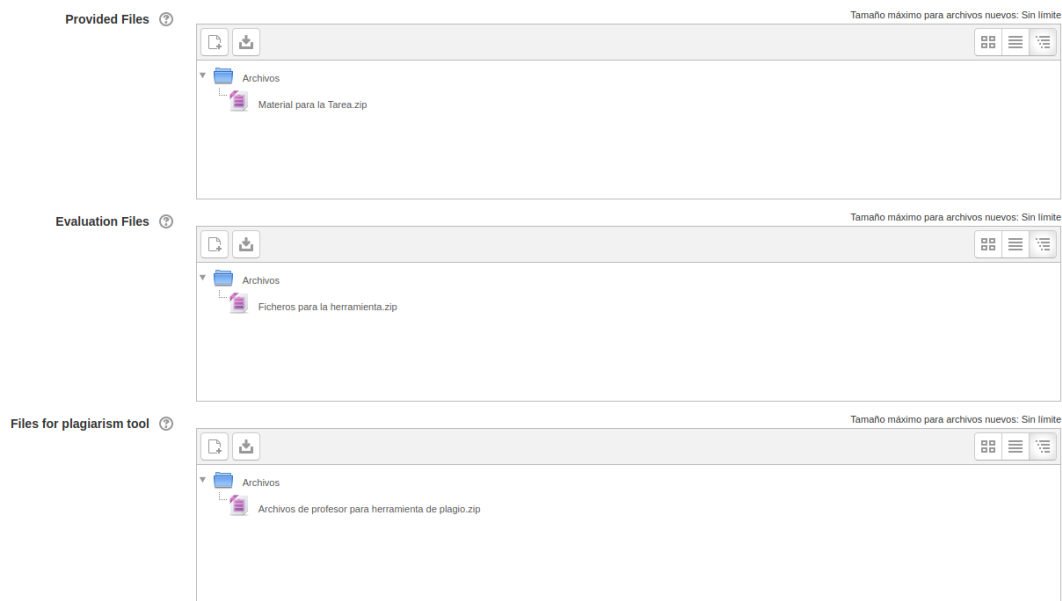 Provided Files
Tamaño máximo para archivos nuevos: Sin límite
Archivos
Material para la Tarea.zip
Evaluation Files
Tamaño máximo para archivos nuevos: Sin límite
Archivos
Ficheros para la herramienta.zip
Files for plagiarism tool
Tamaño máximo para archivos nuevos: Sin límite
Archivos
Archivos de profesor para herramienta de plagio.zip